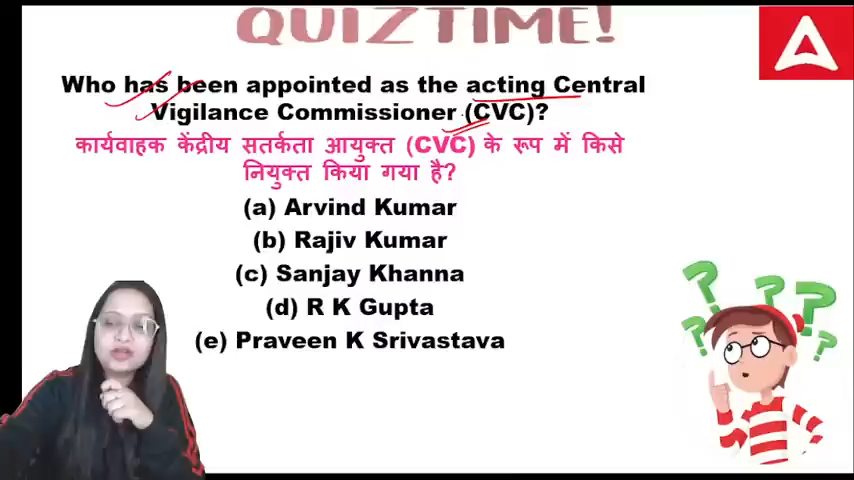 QUIZTIME!
Who has been appointed as the acting Central
Vigilance Commissioner (CVC)?
कार्यवाहक केंद्रीय सतर्कता आयुक्त (CVC) के रूप में किसे
नियुक्त किया गया है?
(a) Arvind Kumar
(b) Rajiv Kumar
(c) Sanjay Khanna
(d) R K Gupta
(e) Praveen K Srivastava